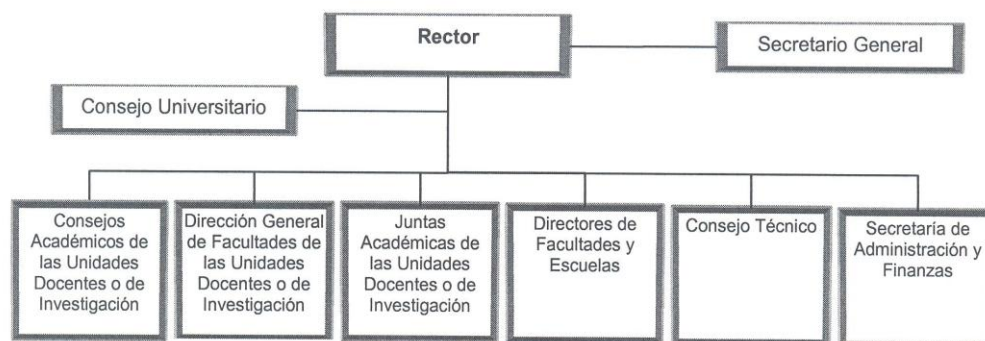 Rector
Secretario General
Consejo Universitario
Consejos
Académicos de
las Unidades
Docentes o de
Investigación
Dirección General
de Facultades de
las Unidades
Docentes o de
Investigación
Juntas
Académicas de
las Unidades
Docentes o de
Investigación
Directores de
Facultades y
Escuelas
Consejo Técnico
Secretaría de
Administración y
Finanzas